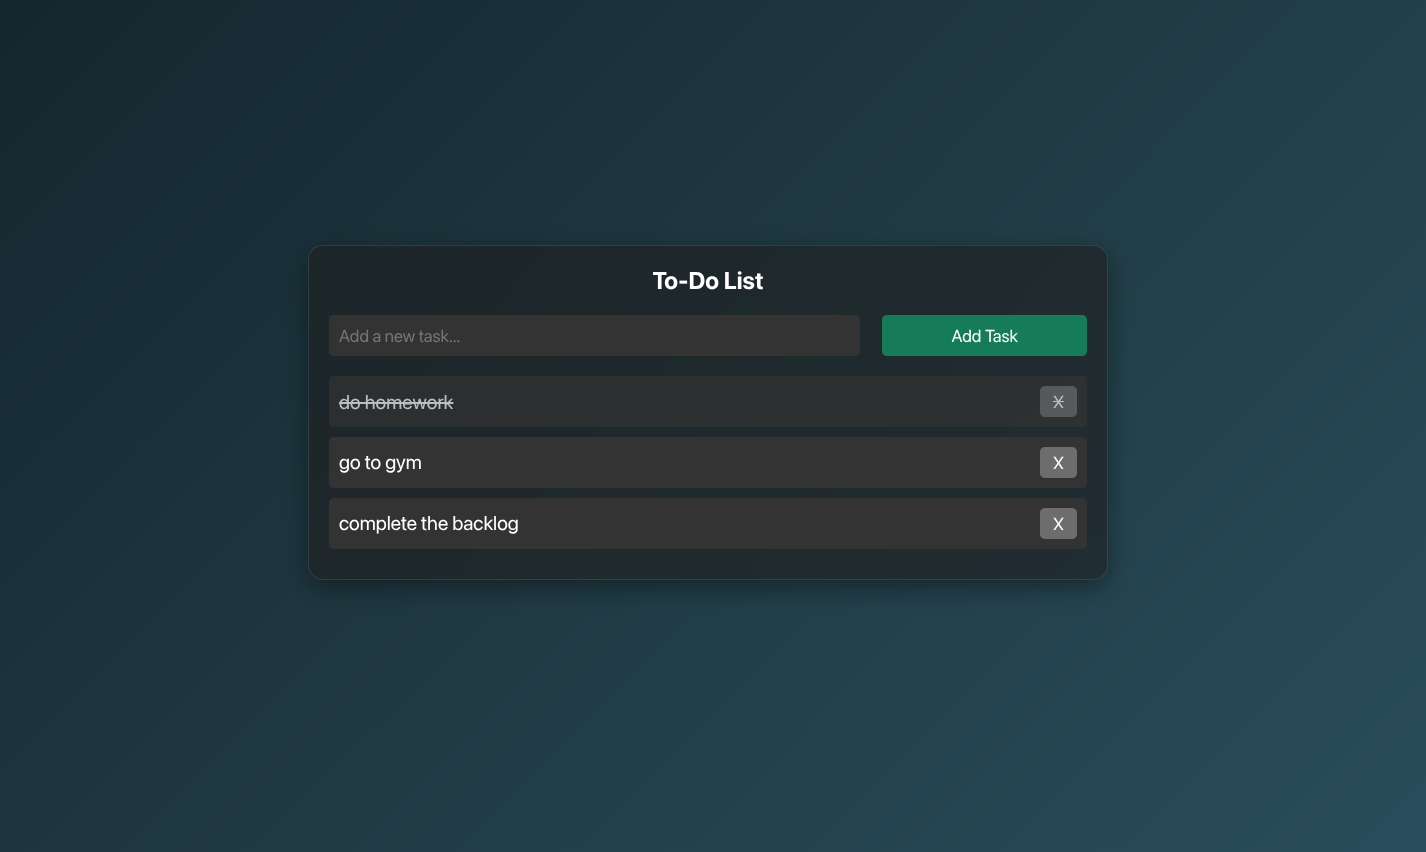 To-Do List
Add a new task...
Add Task
do homework
X
go to gym
X
complete the backlog
X